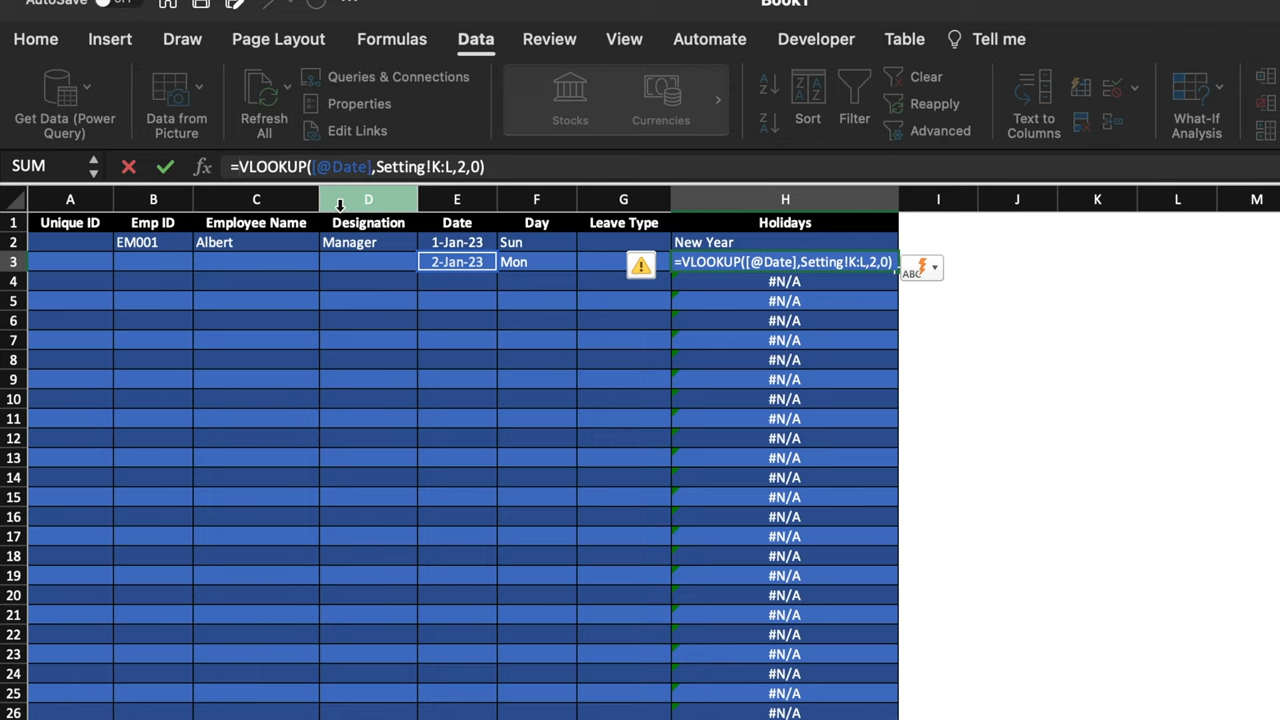 AutoSave OFF Book1
Home Insert Draw Page Layout Formulas Data Review View Automate Developer Table Tell me
Get Data (Power Query)
Data from Picture
Refresh All
Queries & Connections
Properties
Edit Links
Stocks
Currencies
Sort
Filter
Clear
Reapply
Advanced
Text to Columns
What-If Analysis
SUM fx =VLOOKUP([@Date],Setting!K:L,2,0)
A B C D E F G H I J K L M
1 Unique ID Emp ID Employee Name Designation Date Day Leave Type Holidays
2 EM001 Albert Manager 1-Jan-23 Sun New Year
3 2-Jan-23 Mon =VLOOKUP([@Date],Setting!K:L,2,0) ABC
4 #N/A
5 #N/A
6 #N/A
7 #N/A
8 #N/A
9 #N/A
10 #N/A
11 #N/A
12 #N/A
13 #N/A
14 #N/A
15 #N/A
16 #N/A
17 #N/A
18 #N/A
19 #N/A
20 #N/A
21 #N/A
22 #N/A
23 #N/A
24 #N/A
25 #N/A
26 #N/A